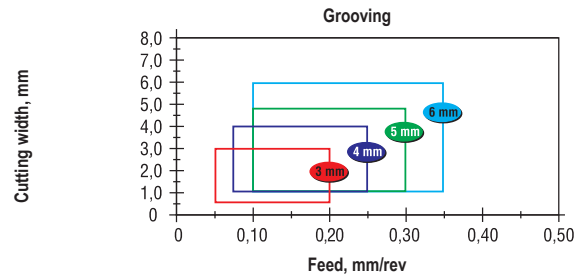 Grooving
Cutting width, mm
8,0
7,0
6,0
5,0
4,0
3,0
2,0
1,0
0
6 mm
5 mm
4 mm
3 mm
0 0,10 0,20 0,30 0,40 0,50
Feed, mm/rev